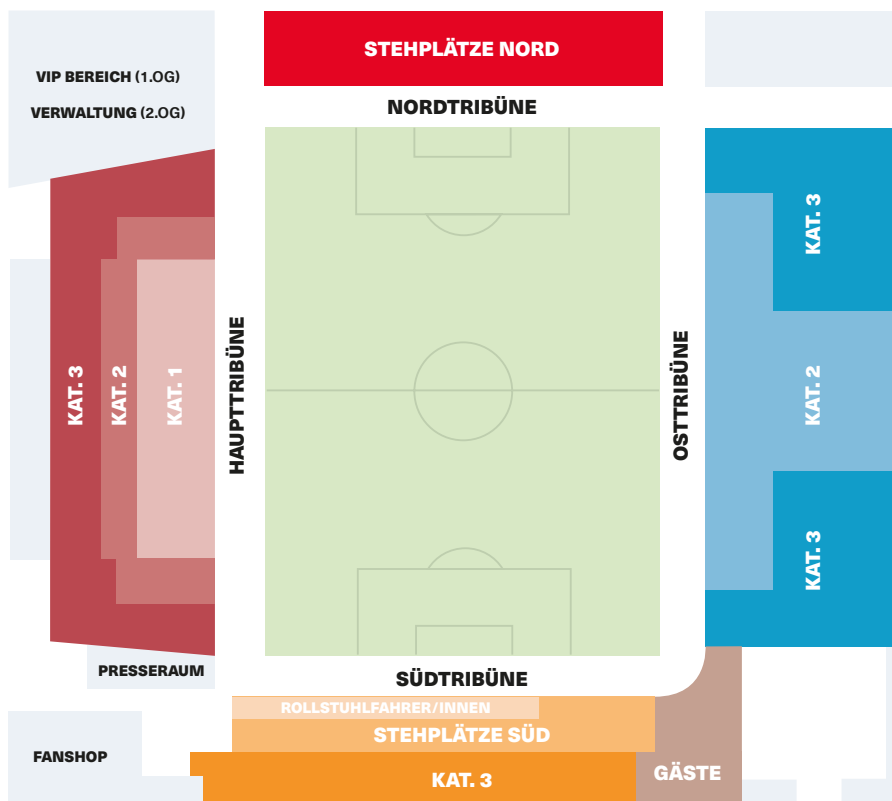 STEHPLÄTZE NORD
VIP BEREICH (1.OG)
VERWALTUNG (2.OG)
NORDTRIBÜNE
KAT. 3
KAT. 3
KAT. 2
KAT. 1
HAUPTTRIBÜNE
OSTTRIBÜNE
KAT. 2
KAT. 3
PRESSERAUM
SÜDTRIBÜNE
ROLLSTUHLFAHRER/INNEN
STEHPLÄTZE SÜD
FANSHOP
KAT. 3
GÄSTE